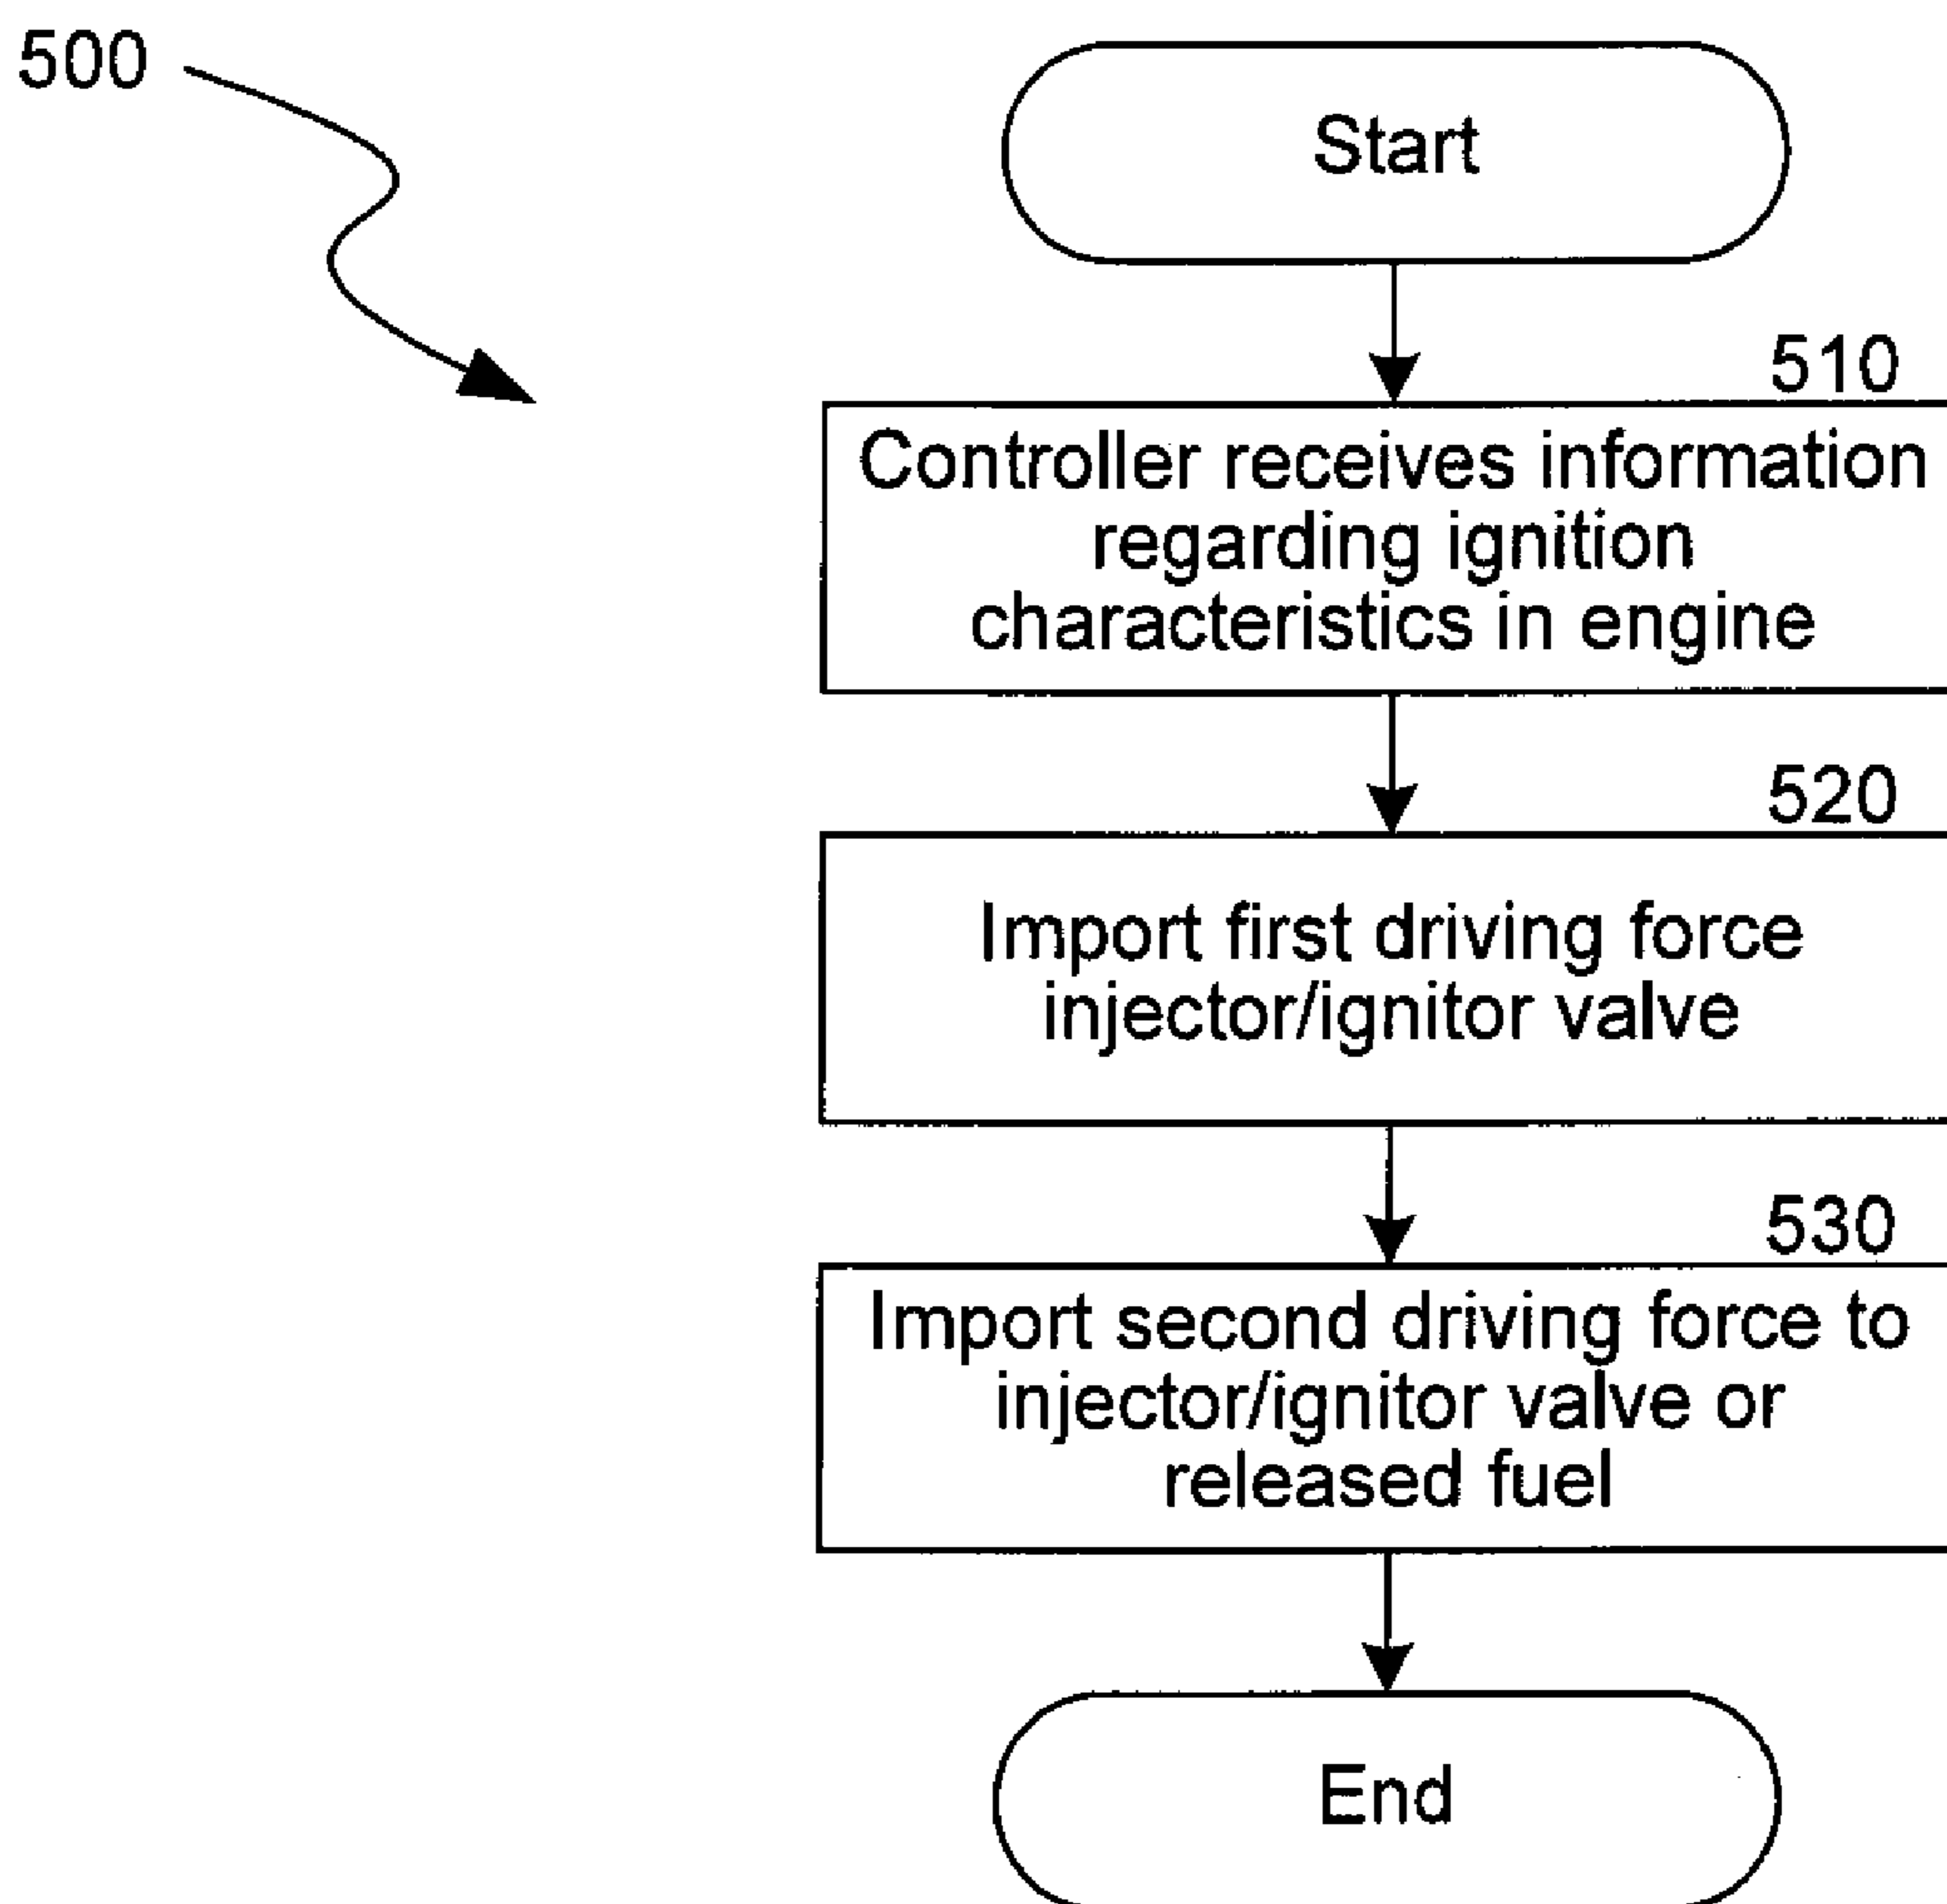 500
Start
510
Controller receives information
regarding ignition
characteristics in engine
520
Import first driving force
injector/ignitor valve
530
Import second driving force to
injector/ignitor valve or
released fuel
End